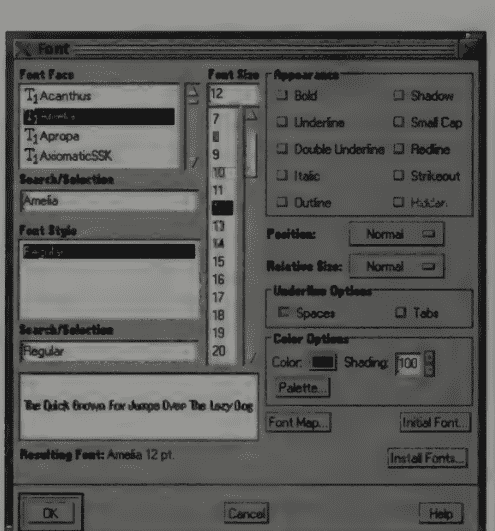 Font
Font Face
Acanthus
Amelia
Apropa
AxiomaticSSK
Search/Selection
Amelia
Font Style
Regular
Search/Selection
Regular
Font Size
12
7
8
9
10
11
13
14
15
16
17
18
19
20
Appearance
Bold
Shadow
Underline
Small Cap
Double Underline
Redline
Italic
Strikeout
Outline
Hidden
Position: Normal
Relative Size: Normal
Underline Options
Spaces
Tabs
Color Options
Color: Shading: 100
Palette...
The Quick Brown Fox Jumps Over The Lazy Dog
Font Map...
Initial Font...
Resulting Font: Amelia 12 pt.
Install Fonts...
OK
Cancel
Help